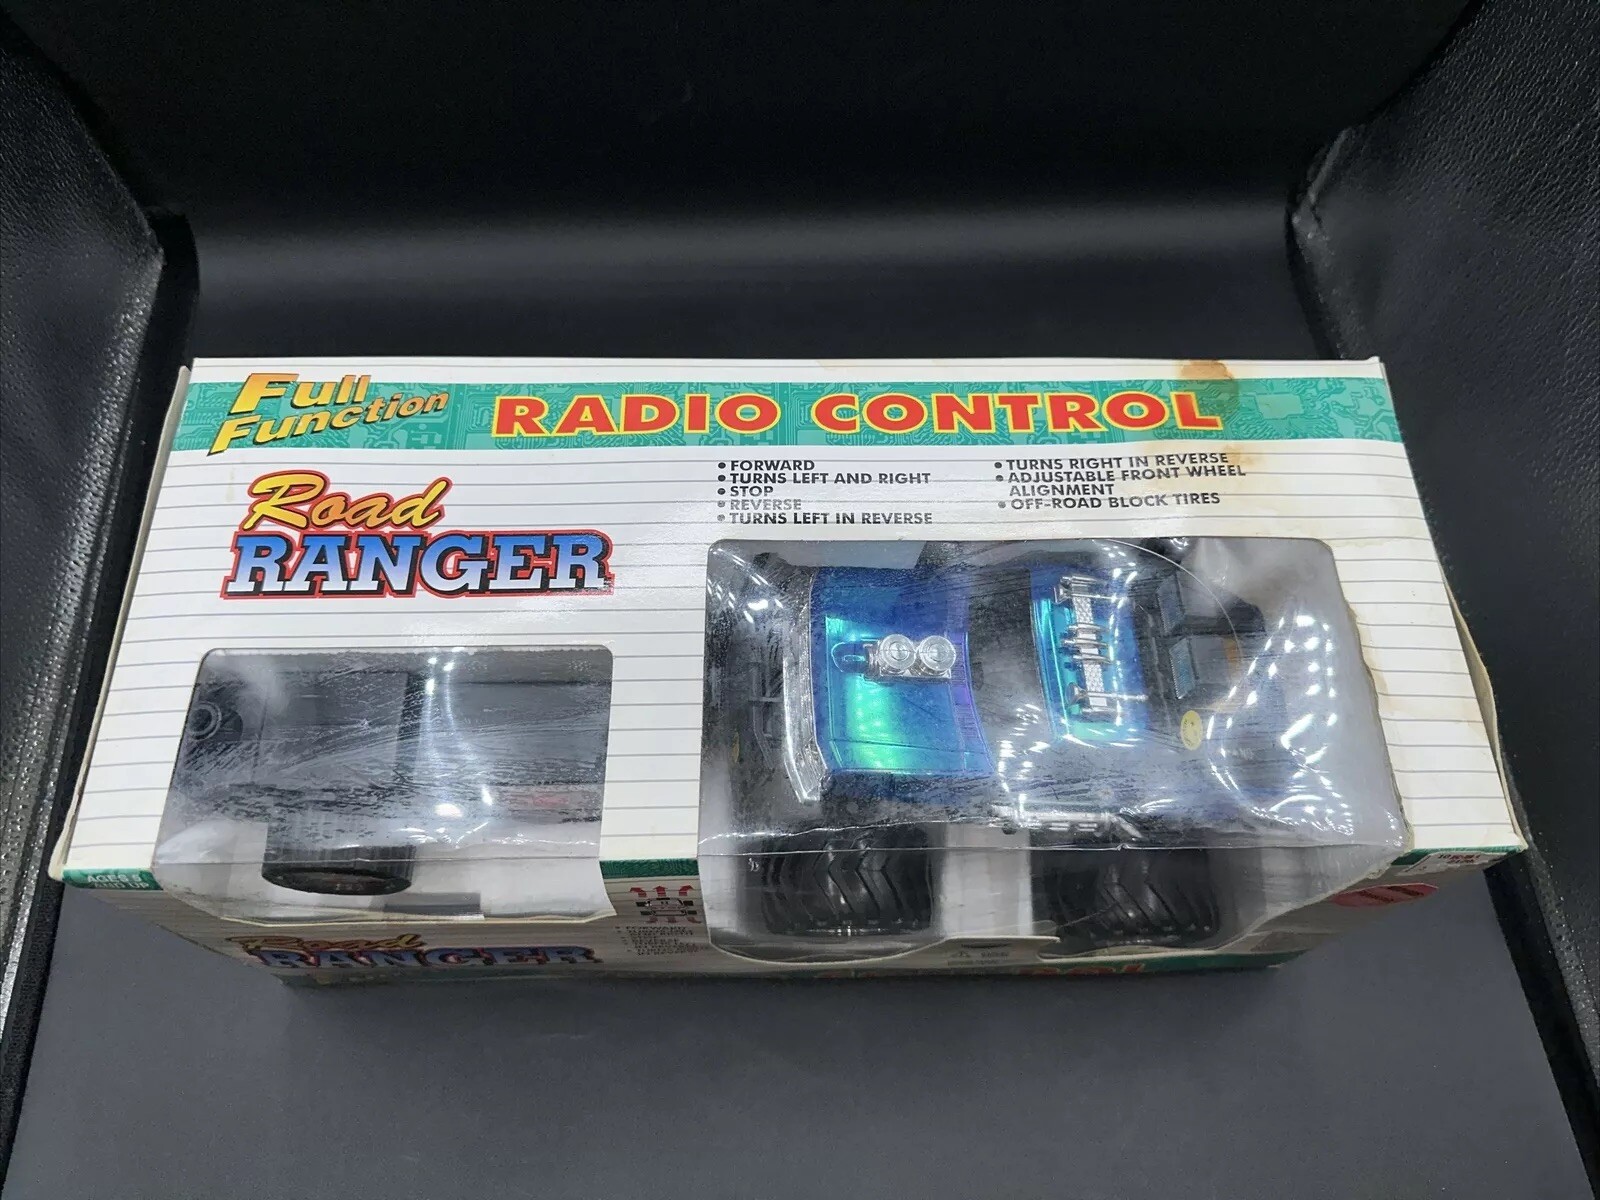 Full
Function
RADIO CONTROL
Road
RANGER
• FORWARD
• TURNS LEFT AND RIGHT
• STOP
• REVERSE
• TURNS LEFT IN REVERSE
• TURNS RIGHT IN REVERSE
• ADJUSTABLE FRONT WHEEL
ALIGNMENT
• OFF-ROAD BLOCK TIRES
AGES 8
AND UP
Road
RANGER